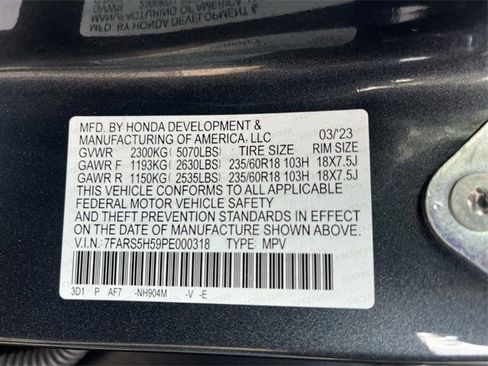 MFD. BY HONDA DEVELOPMENT &
MANUFACTURING OF AMERICA, LLC 03/23
GVWR 2300KG (5070LBS) TIRE SIZE RIM SIZE
GAWR F 1193KG (2630LBS) 235/60R18 103H 18X7.5J
GAWR R 1150KG (2535LBS) 235/60R18 103H 18X7.5J
THIS VEHICLE CONFORMS TO ALL APPLICABLE
FEDERAL MOTOR VEHICLE SAFETY
AND THEFT PREVENTION STANDARDS IN EFFECT
ON THE DATE OF MANUFACTURE SHOWN ABOVE.
V.I.N.: 7FARS5H59PE000318 TYPE: MPV
3D1 P AF7 -NH904M -V -E